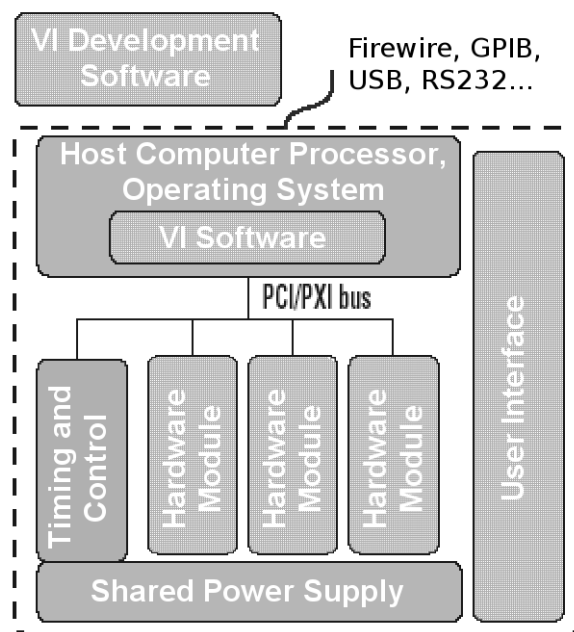 VI Development
Software
Firewire, GPIB,
USB, RS232...
Host Computer Processor,
Operating System
VI Software
PCI/PXI bus
Timing and
Control
Hardware
Module
Hardware
Module
Hardware
Module
User Interface
Shared Power Supply